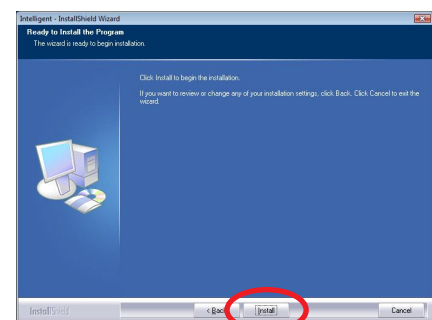 Intelligent - InstallShield Wizard
Ready to Install the Program
The wizard is ready to begin installation.
Click Install to begin the installation.
If you want to review or change any of your installation settings, click Back. Click Cancel to exit the
wizard.
InstallShield
< Back Install Cancel